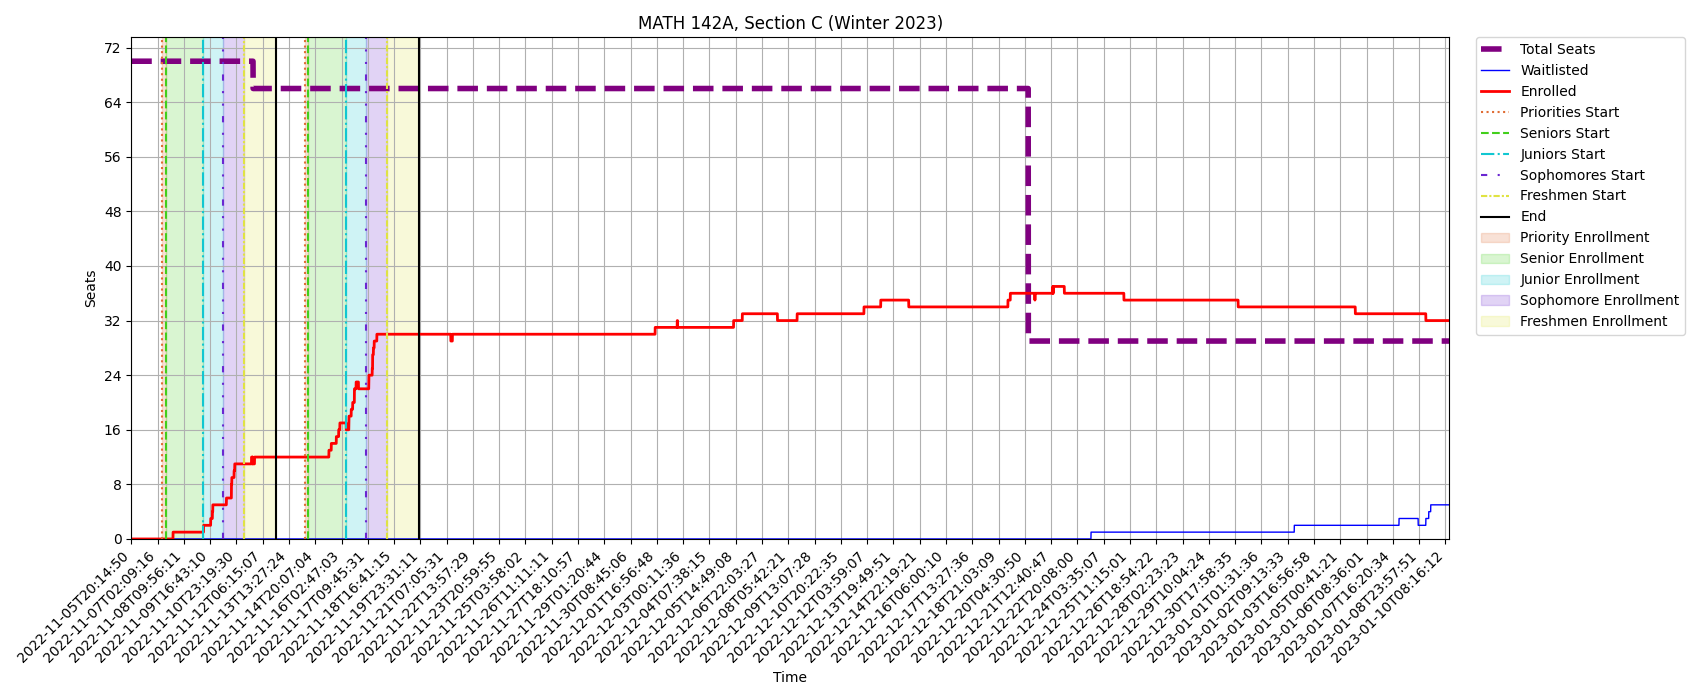 MATH 142A, Section C (Winter 2023)
Seats
72
64
56
48
40
32
24
16
8
0
2022-11-05T20:14:50
2022-11-07T02:09:16
2022-11-08T09:56:11
2022-11-09T16:43:10
2022-11-10T23:19:30
2022-11-12T06:15:07
2022-11-13T13:27:24
2022-11-14T20:07:04
2022-11-16T02:47:03
2022-11-17T09:45:31
2022-11-18T16:41:15
2022-11-19T23:31:11
2022-11-21T07:05:31
2022-11-22T13:57:29
2022-11-23T20:59:55
2022-11-25T03:58:02
2022-11-26T11:11:11
2022-11-27T18:10:57
2022-11-29T01:20:44
2022-11-30T08:45:06
2022-12-01T16:56:48
2022-12-03T00:11:36
2022-12-04T07:38:15
2022-12-05T14:49:08
2022-12-06T22:03:27
2022-12-08T05:42:21
2022-12-09T13:07:28
2022-12-10T20:22:35
2022-12-12T03:59:07
2022-12-13T19:49:51
2022-12-14T22:19:21
2022-12-16T06:00:10
2022-12-17T13:27:36
2022-12-18T21:03:09
2022-12-20T04:30:50
2022-12-21T12:40:47
2022-12-22T20:08:00
2022-12-24T03:35:07
2022-12-25T11:15:01
2022-12-26T18:54:22
2022-12-28T02:23:23
2022-12-29T10:04:24
2022-12-30T17:58:35
2023-01-01T01:31:36
2023-01-02T09:13:33
2023-01-03T16:56:58
2023-01-05T00:41:21
2023-01-06T08:36:01
2023-01-07T16:20:34
2023-01-08T23:57:51
2023-01-10T08:16:12
Time
Total Seats
Waitlisted
Enrolled
Priorities Start
Seniors Start
Juniors Start
Sophomores Start
Freshmen Start
End
Priority Enrollment
Senior Enrollment
Junior Enrollment
Sophomore Enrollment
Freshmen Enrollment